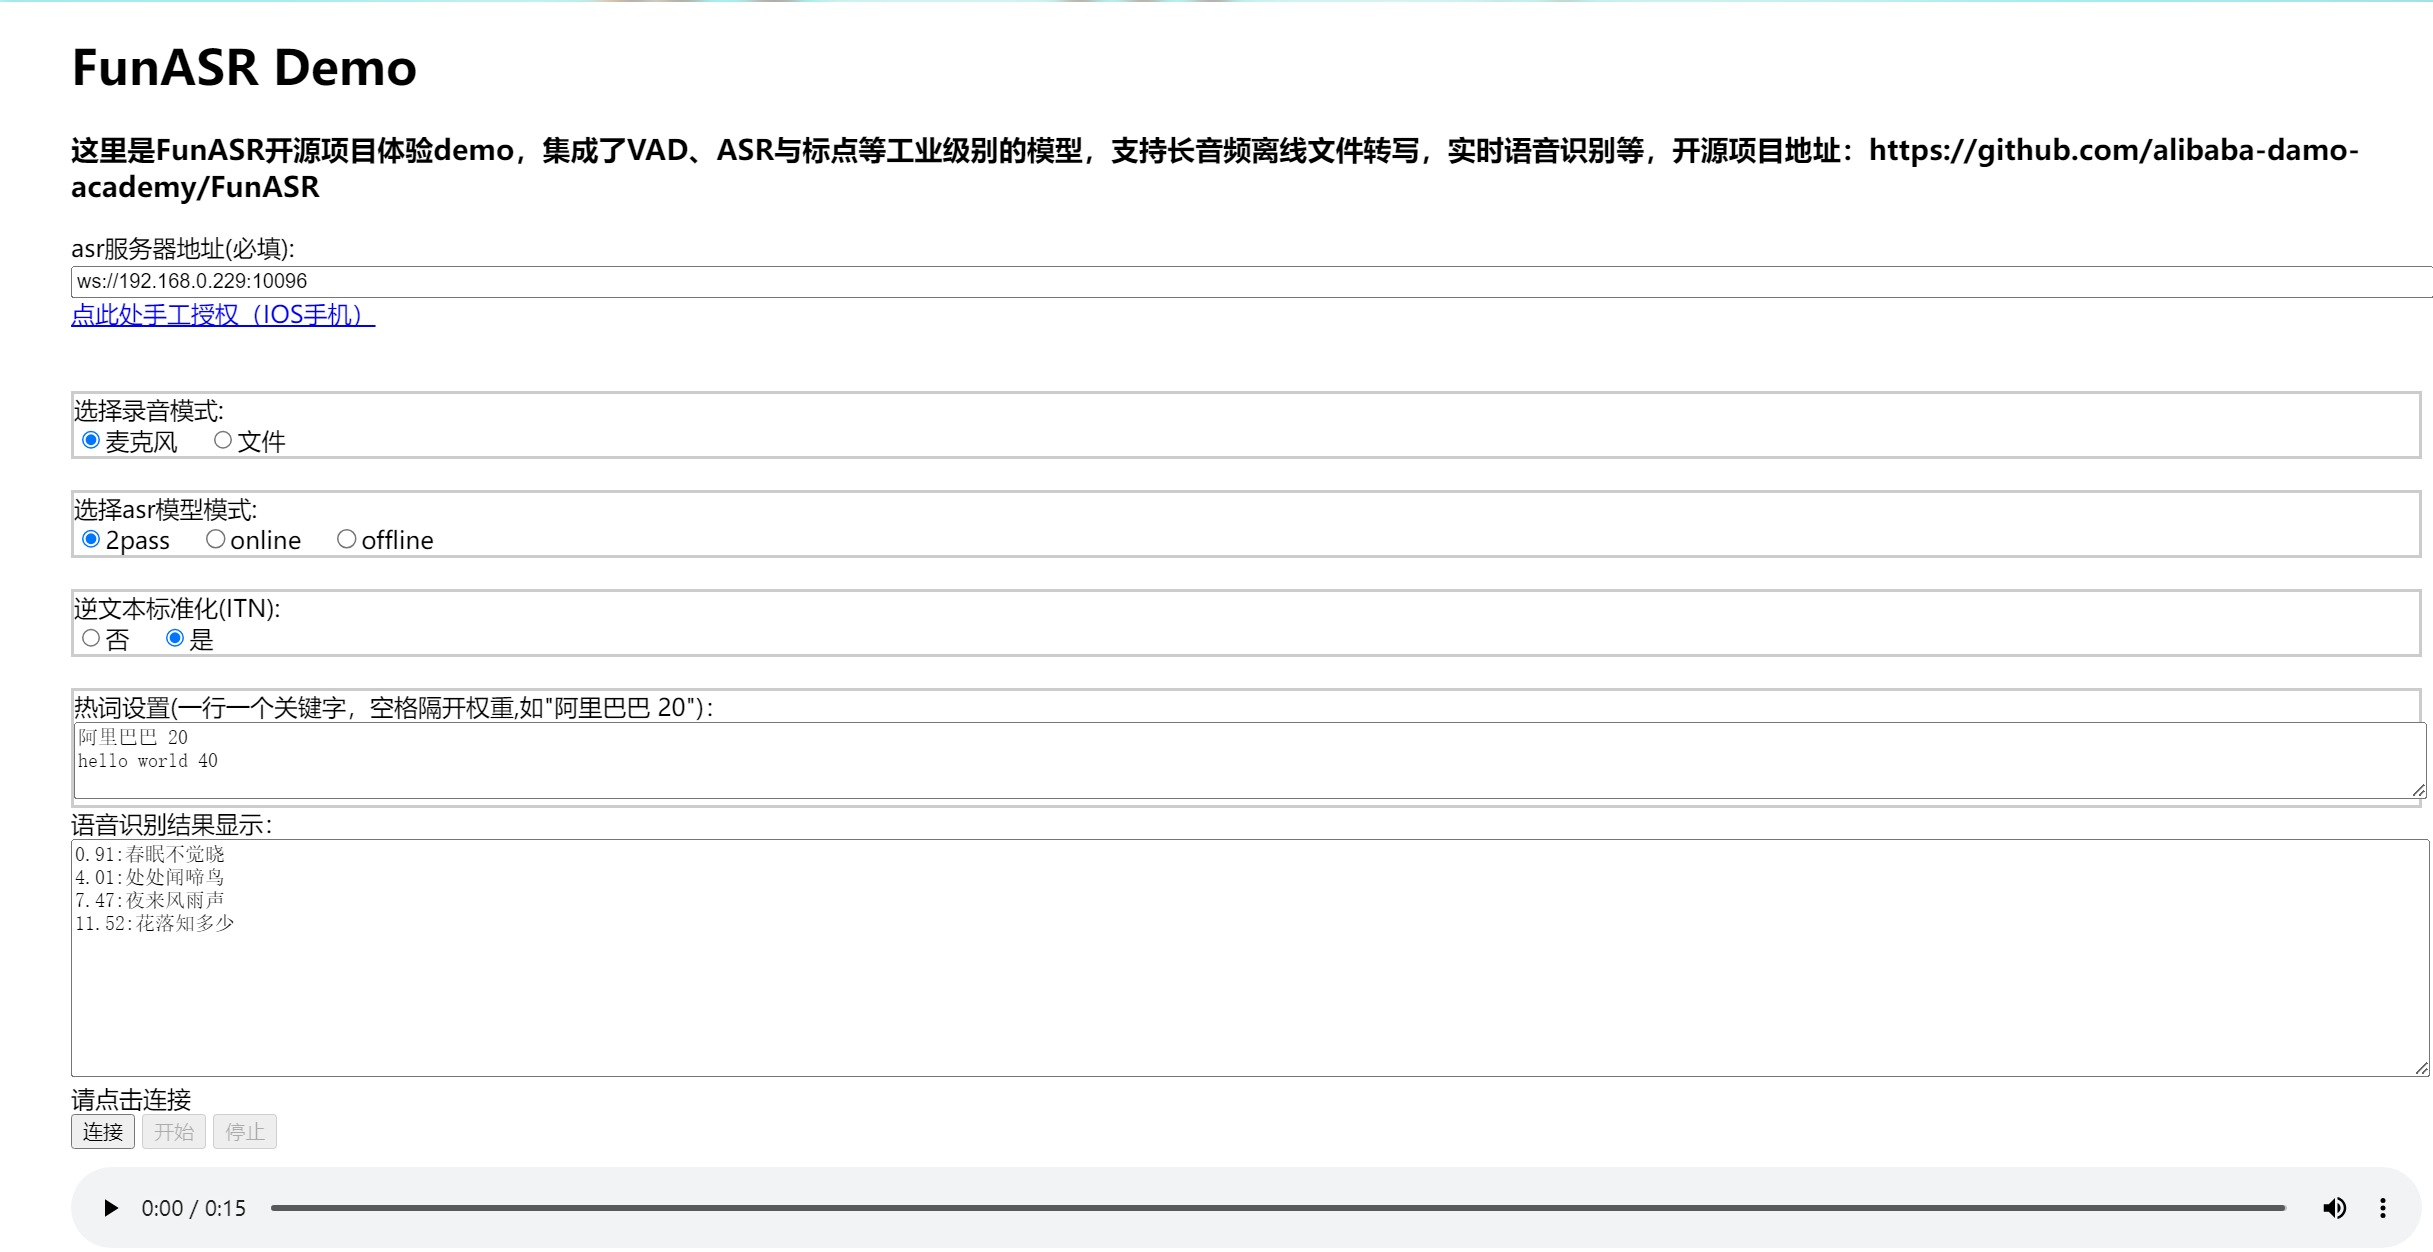 FunASR Demo
这里是FunASR开源项目体验demo，集成了VAD、ASR与标点等工业级别的模型，支持长音频离线文件转写，实时语音识别等，开源项目地址：https://github.com/alibaba-damo-
academy/FunASR
asr服务器地址(必填):
ws://192.168.0.229:10096
点此处手工授权（IOS手机）
选择录音模式:
麦克风 文件
选择asr模型模式:
2pass online offline
逆文本标准化(ITN):
否 是
热词设置(一行一个关键字，空格隔开权重,如"阿里巴巴 20")：
阿里巴巴 20
hello world 40
语音识别结果显示：
0.91:春眠不觉晓
4.01:处处闻啼鸟
7.47:夜来风雨声
11.52:花落知多少
请点击连接
连接 开始 停止
0:00 / 0:15